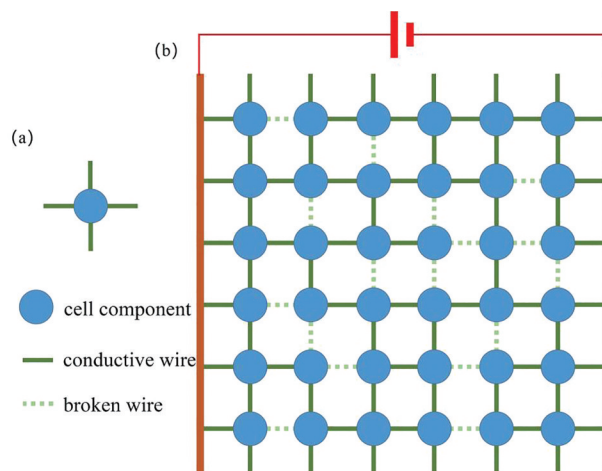 (b)
(a)
cell component
conductive wire
broken wire